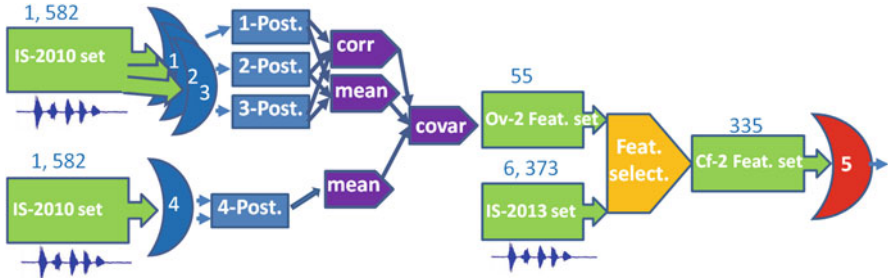 1, 582
IS-2010 set
1
2
3
1-Post.
2-Post.
3-Post.
corr
mean
covar
1, 582
IS-2010 set
4
4-Post.
mean
55
Ov-2 Feat. set
6, 373
IS-2013 set
Feat.
select.
335
Cf-2 Feat. set
5